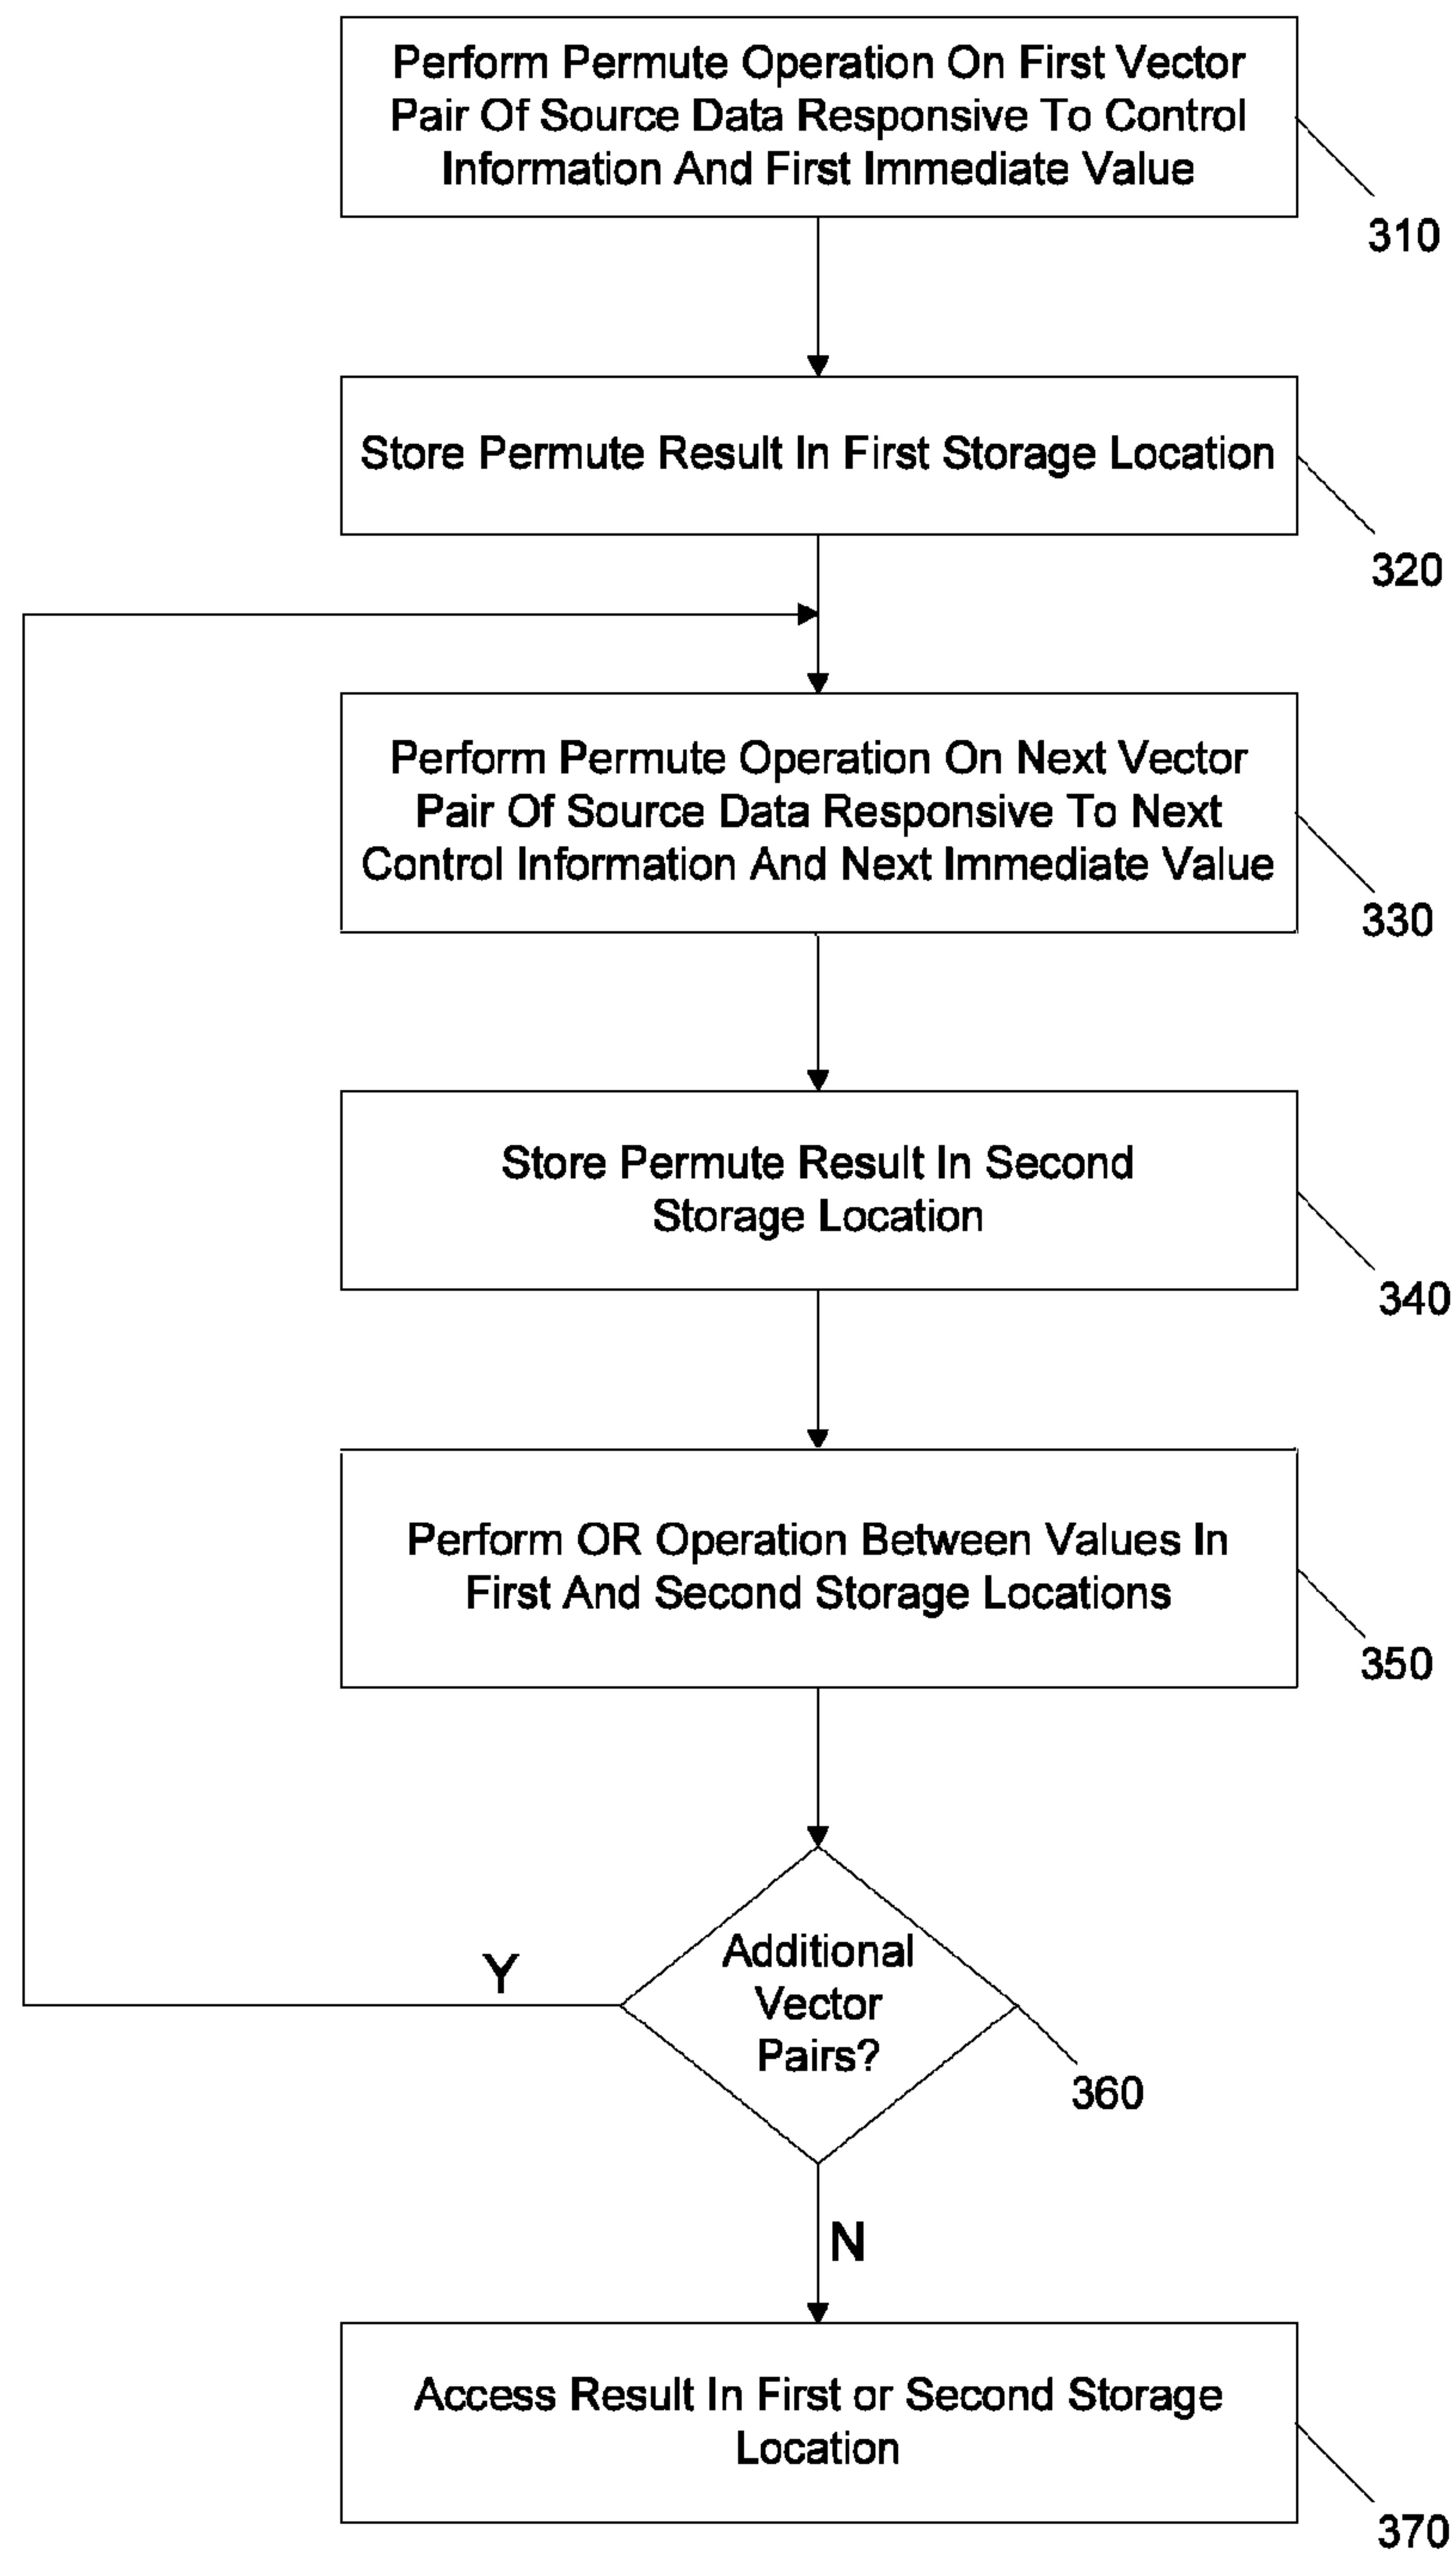 Perform Permute Operation On First Vector
Pair Of Source Data Responsive To Control
Information And First Immediate Value
310
Store Permute Result In First Storage Location
320
Perform Permute Operation On Next Vector
Pair Of Source Data Responsive To Next
Control Information And Next Immediate Value
330
Store Permute Result In Second
Storage Location
340
Perform OR Operation Between Values In
First And Second Storage Locations
350
Additional
Vector
Pairs?
Y
360
N
Access Result In First or Second Storage
Location
370